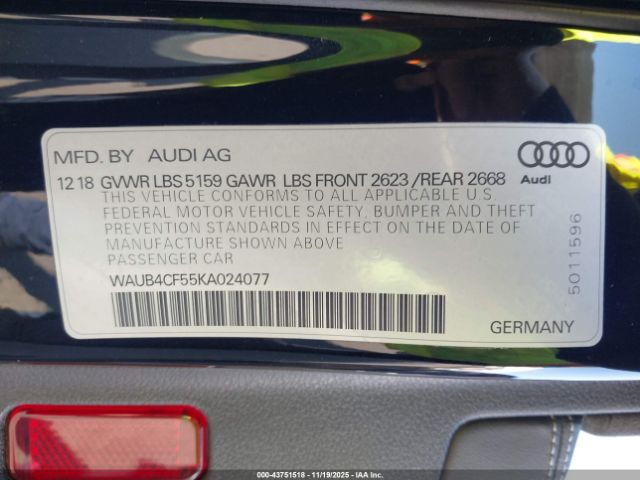 MFD. BY AUDI AG
Audi
12 18 GVWR LBS 5159 GAWR LBS FRONT 2623 /REAR 2668
THIS VEHICLE CONFORMS TO ALL APPLICABLE U.S.
FEDERAL MOTOR VEHICLE SAFETY, BUMPER AND THEFT
PREVENTION STANDARDS IN EFFECT ON THE DATE OF
MANUFACTURE SHOWN ABOVE
PASSENGER CAR
WAUB4CF55KA024077
5011596
GERMANY
000-43751518 - 11/19/2025 - COPYRIGHT IAA, LLC.